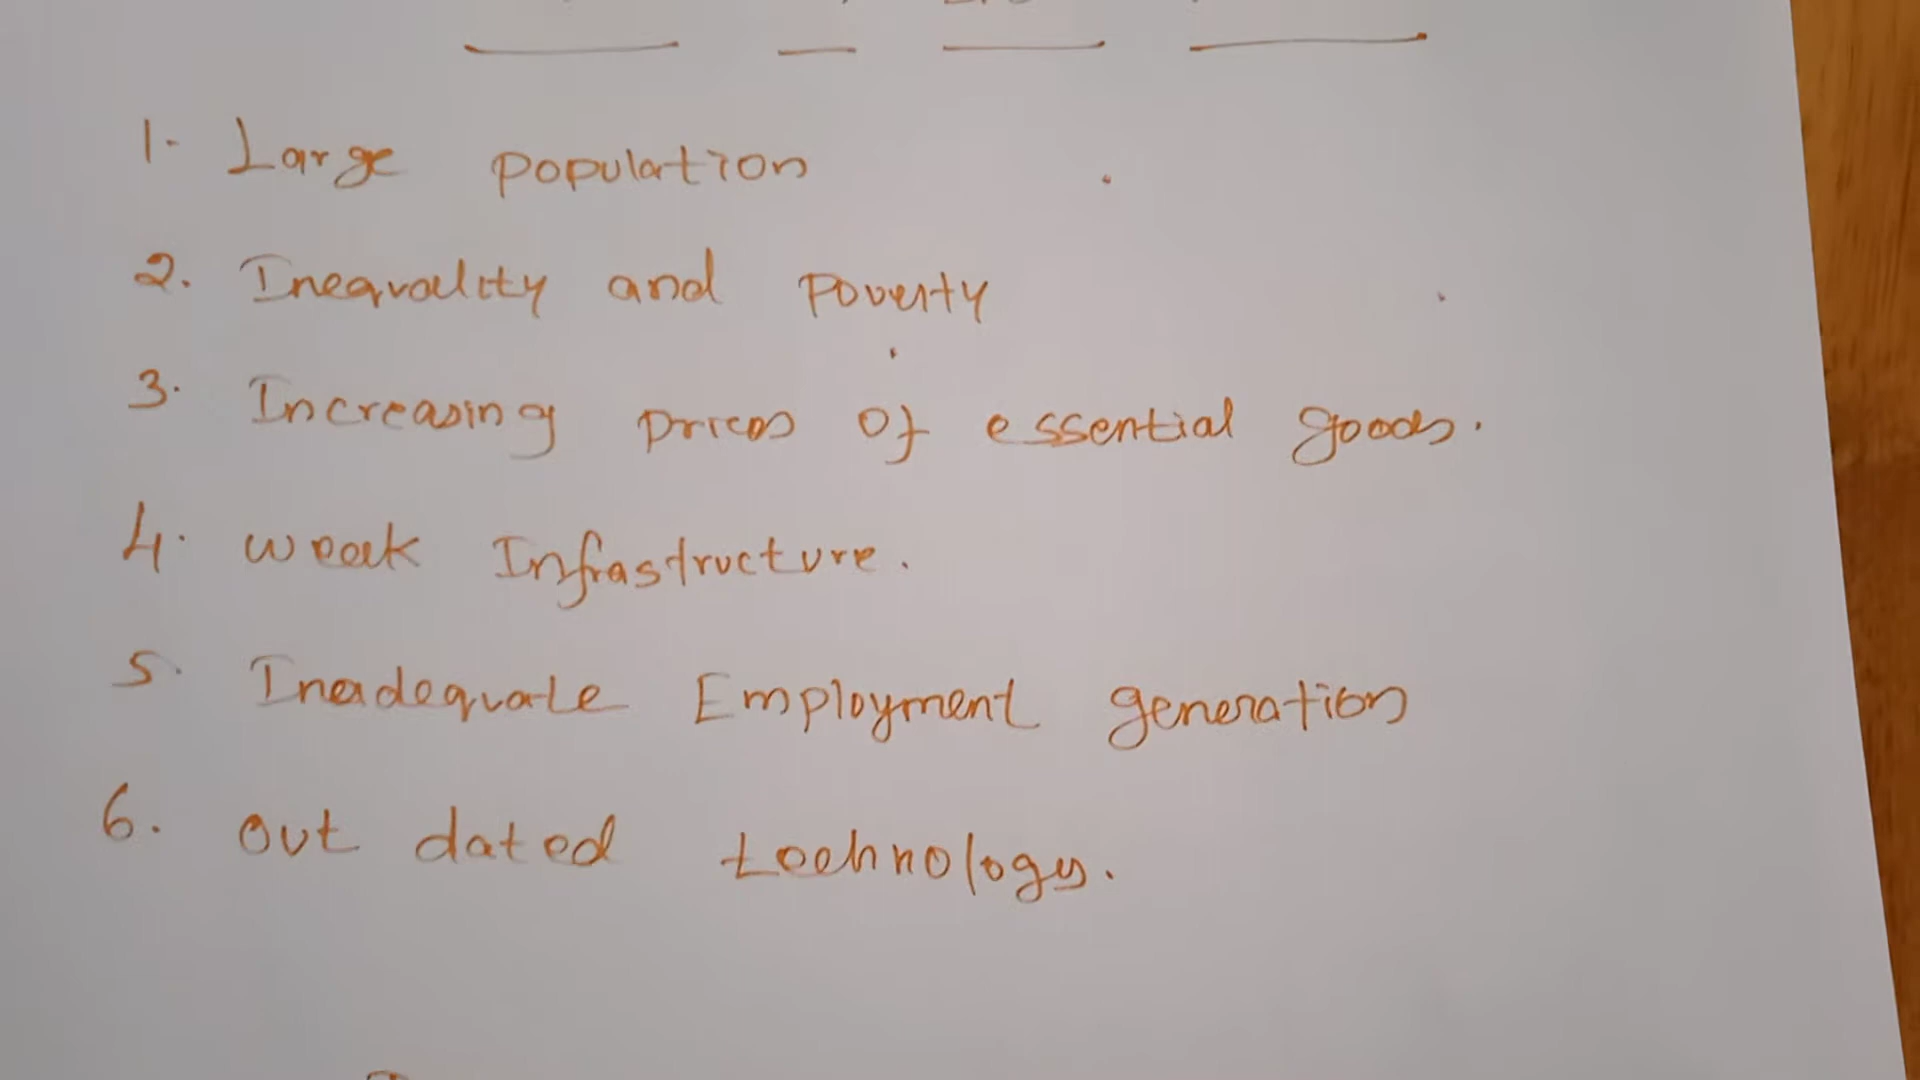 1. Large population
2. Inequality and Poverty
3. Increasing prices of essential goods.
4. weak Infrastructure.
5. Inadequate Employment generation
6. out dated technology.